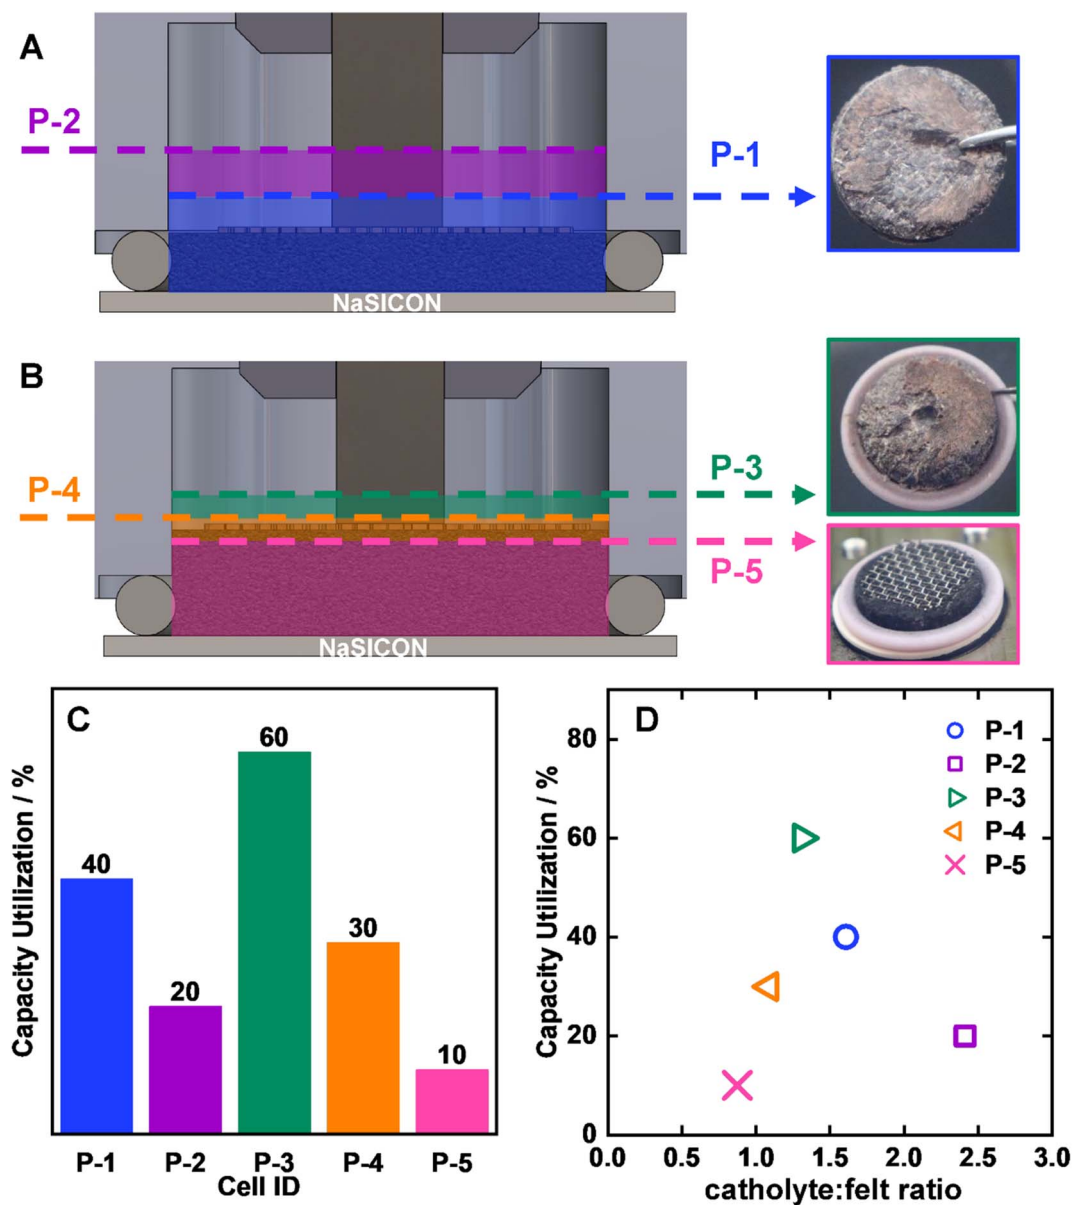 A
P-2
P-1
NaSICON
B
P-3
P-4
P-5
NaSICON
C
Capacity Utilization / %
40
20
60
30
10
P-1 P-2 P-3 P-4 P-5
Cell ID
D
Capacity Utilization / %
80
60
40
20
0
0.0 0.5 1.0 1.5 2.0 2.5 3.0
catholyte:felt ratio
P-1
P-2
P-3
P-4
P-5